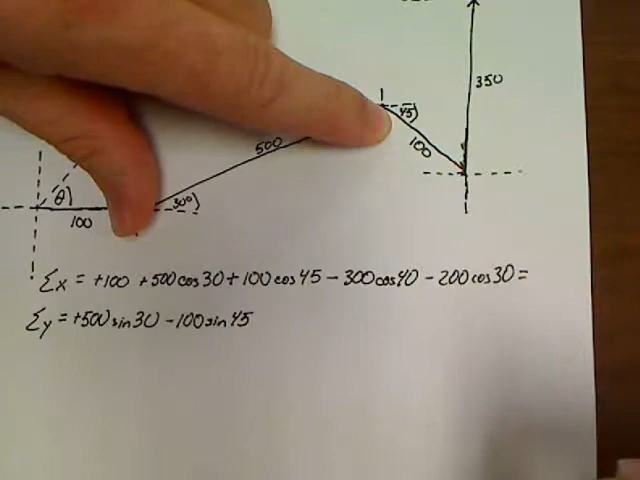 350
45
100
500
θ
30°
100
Σx = +100 +500cos30 + 100cos45 - 300cos40 - 200cos30 =
Σy = +500sin30 - 100sin45